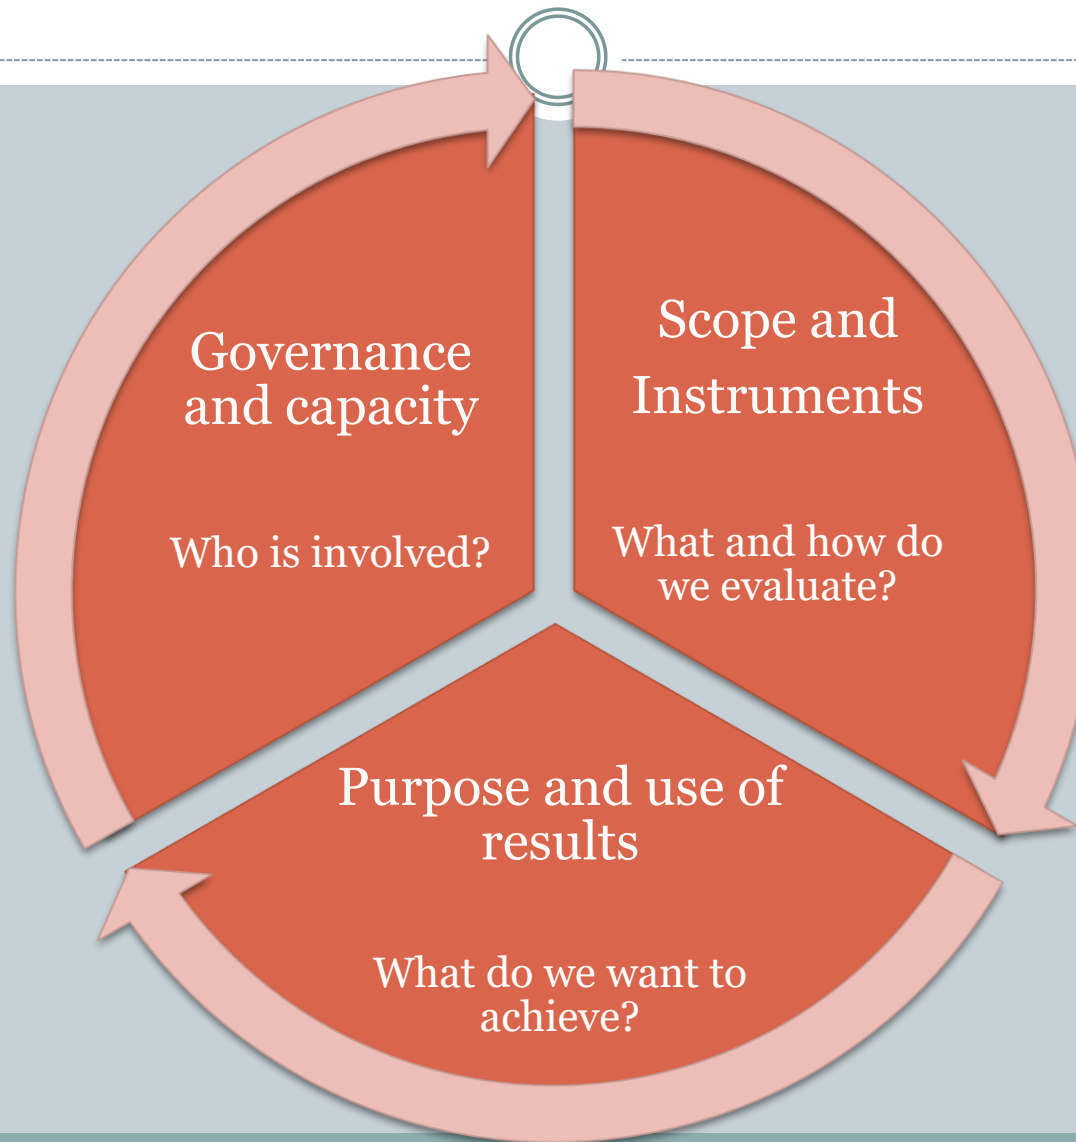 Governance
and capacity
Who is involved?
Scope and
Instruments
What and how do
we evaluate?
Purpose and use of
results
What do we want to
achieve?